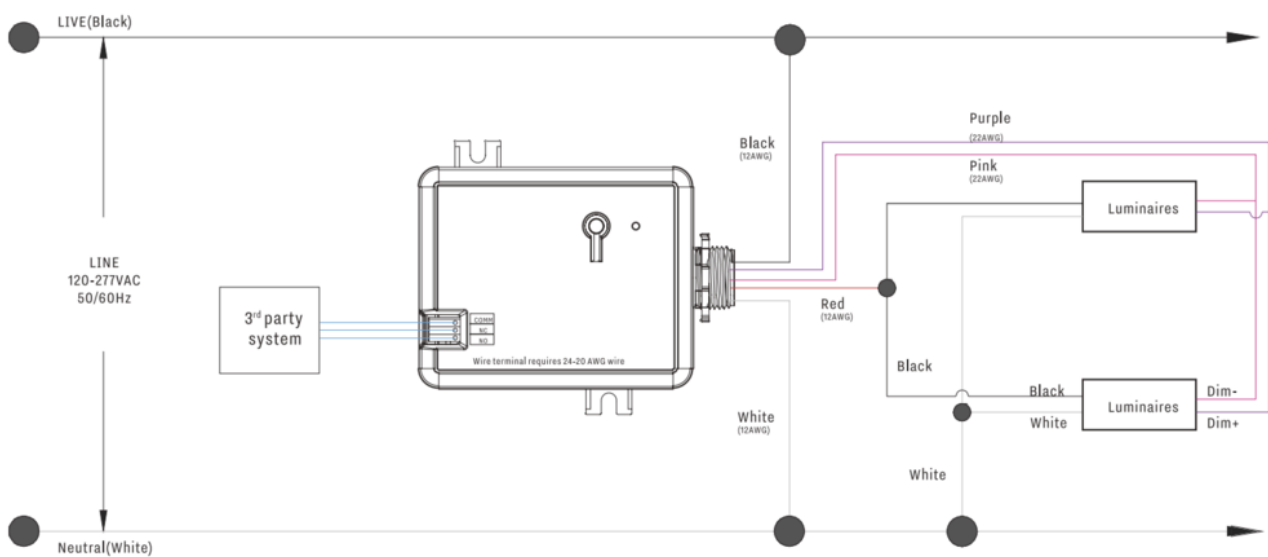 LIVE(Black)
Purple
(22AWG)
Black
(12AWG)
Pink
(22AWG)
Luminaires
LINE
120-277VAC
50/60Hz
3rd party
system
COMM
NC
NO
Red
(12AWG)
Wire terminal requires 24-20 AWG wire
Black
Black
White
Luminaires
Dim-
Dim+
White
(12AWG)
White
Neutral(White)